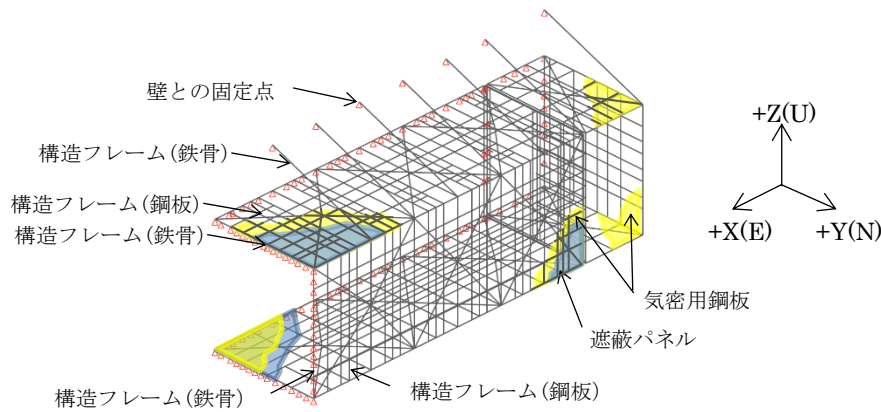 壁との固定点
構造フレーム(鉄骨)
構造フレーム(鋼板)
構造フレーム(鉄骨)
+Z(U)
+X(E)
+Y(N)
気密用鋼板
遮蔽パネル
構造フレーム(鉄骨)
構造フレーム(鋼板)